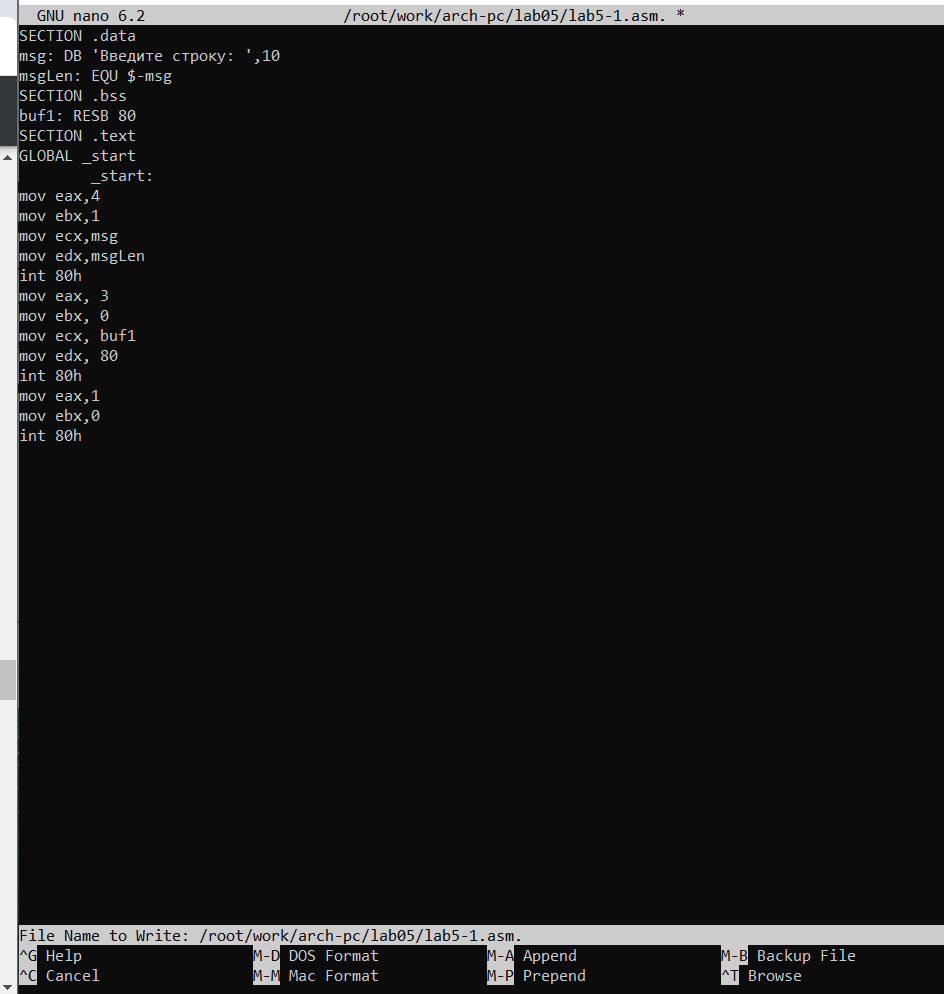 GNU nano 6.2 /root/work/arch-pc/lab05/lab5-1.asm. *
SECTION .data
msg: DB 'Введите строку: ',10
msgLen: EQU $-msg
SECTION .bss
buf1: RESB 80
SECTION .text
GLOBAL _start
_start:
mov eax,4
mov ebx,1
mov ecx,msg
mov edx,msgLen
int 80h
mov eax, 3
mov ebx, 0
mov ecx, buf1
mov edx, 80
int 80h
mov eax,1
mov ebx,0
int 80h
File Name to Write: /root/work/arch-pc/lab05/lab5-1.asm.
^G Help M-D DOS Format M-A Append M-B Backup File
^C Cancel M-M Mac Format M-P Prepend ^T Browse